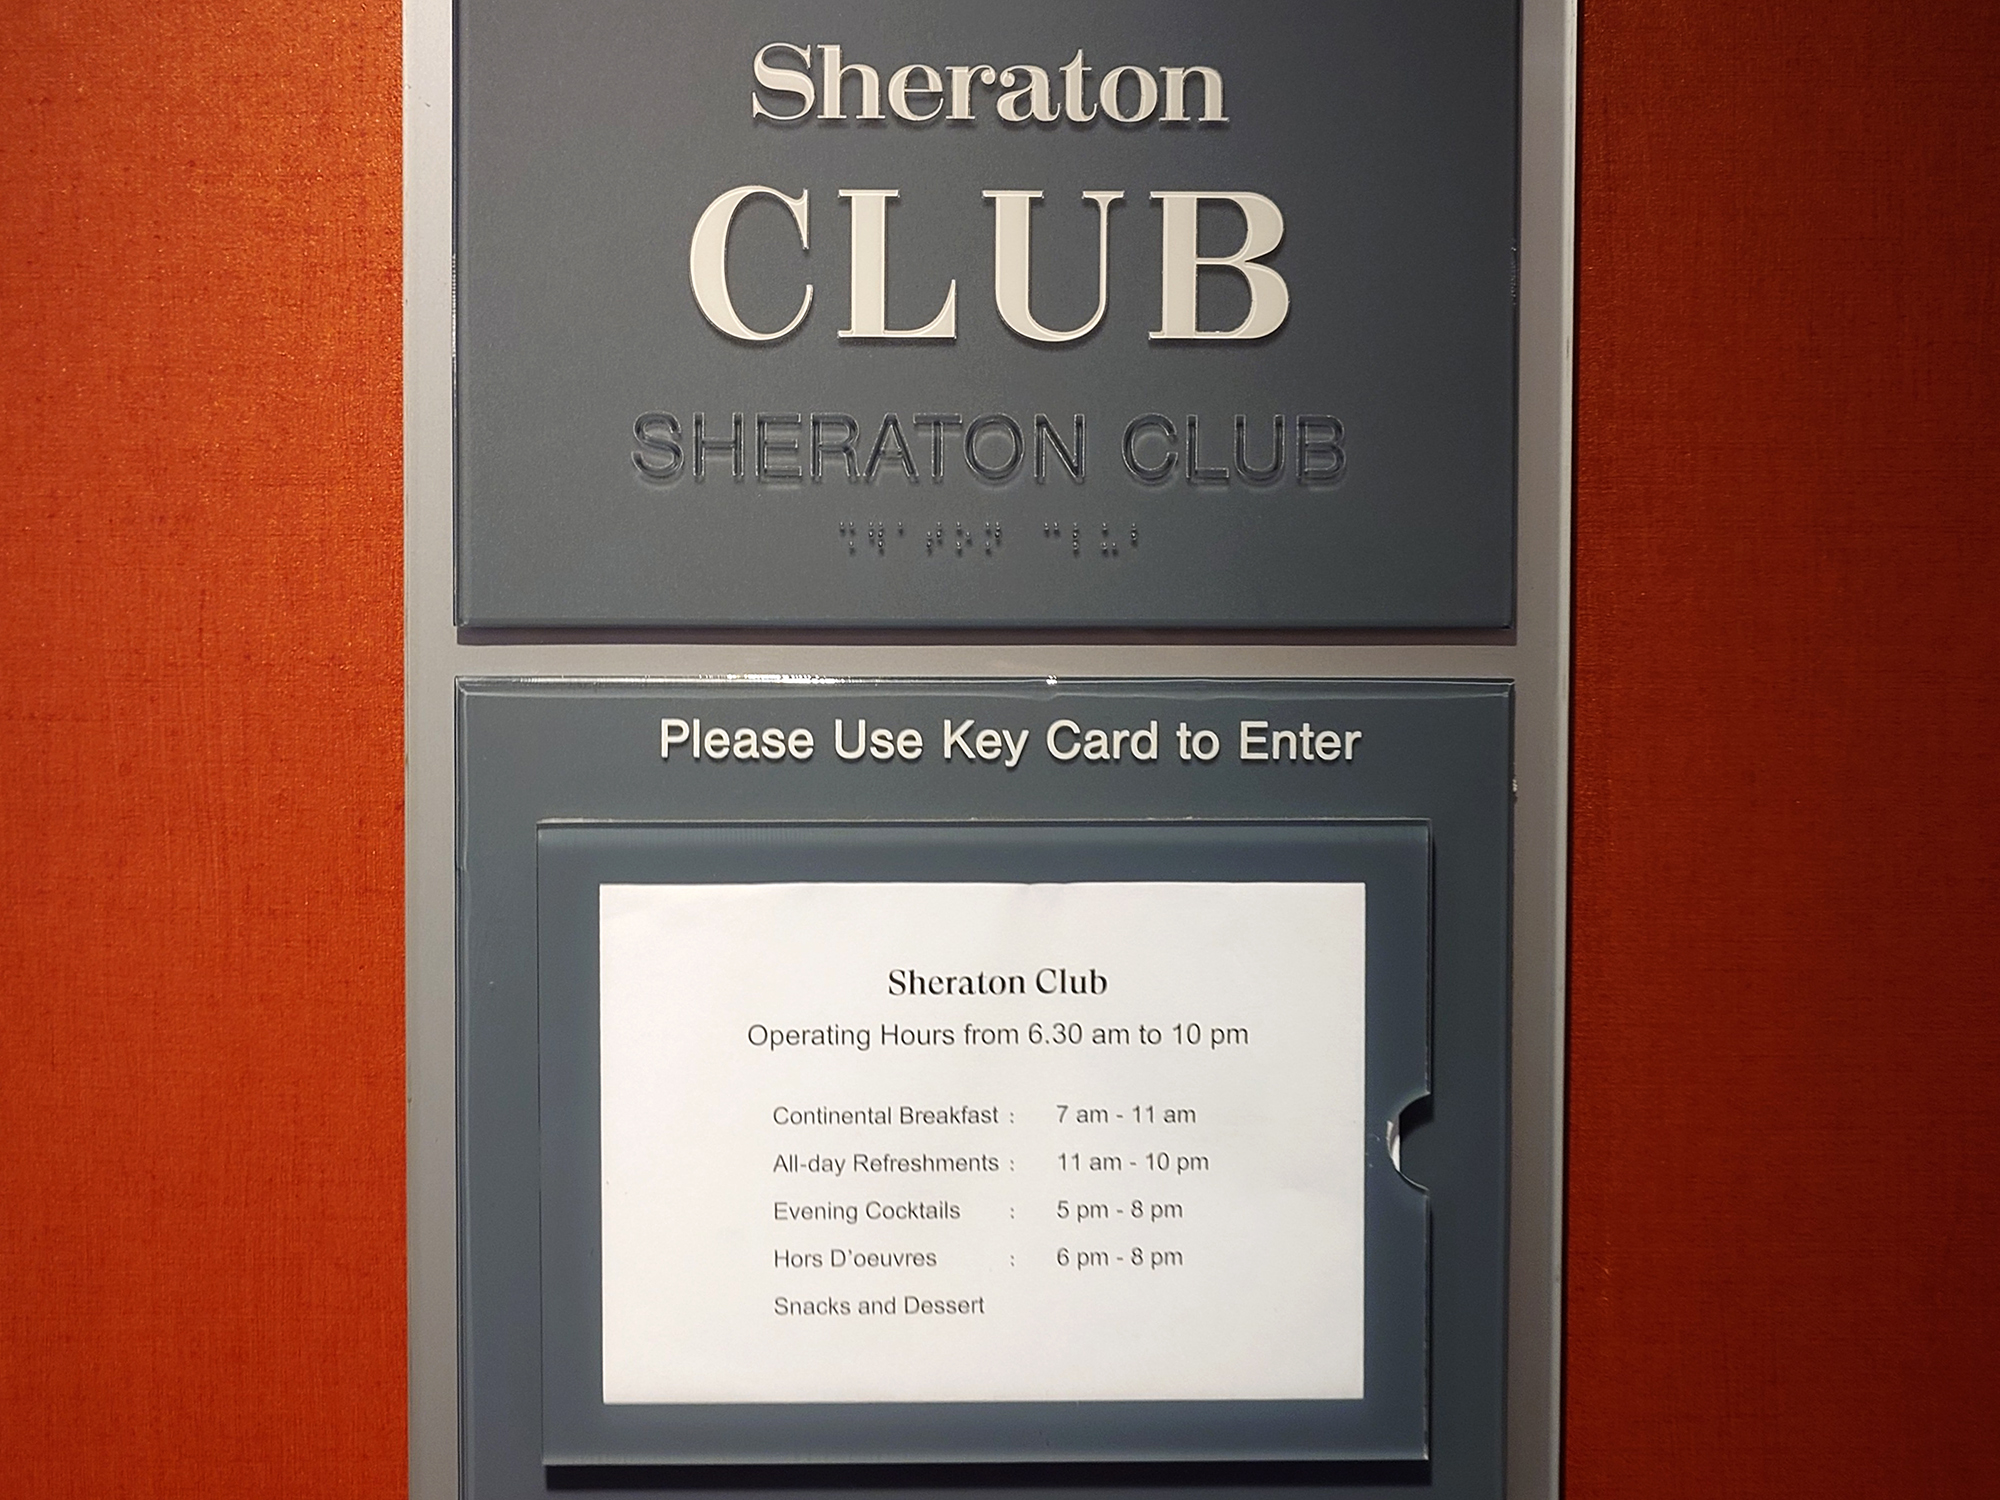 Sheraton
CLUB
SHERATON CLUB
Please Use Key Card to Enter
Sheraton Club
Operating Hours from 6.30 am to 10 pm
Continental Breakfast : 7 am - 11 am
All-day Refreshments : 11 am - 10 pm
Evening Cocktails : 5 pm - 8 pm
Hors D'oeuvres : 6 pm - 8 pm
Snacks and Dessert